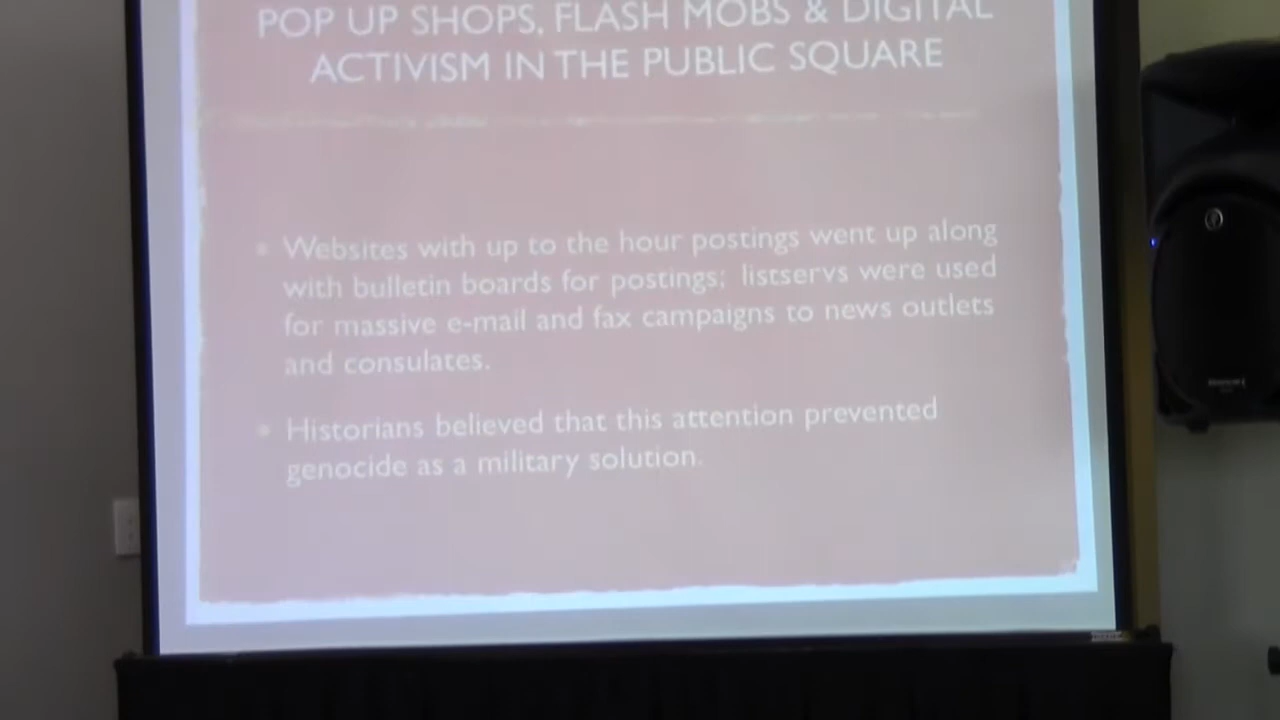 POP UP SHOPS, FLASH MOBS & DIGITAL
ACTIVISM IN THE PUBLIC SQUARE
• Websites with up to the hour postings went up along
with bulletin boards for postings; listservs were used
for massive e-mail and fax campaigns to news outlets
and consulates.
• Historians believed that this attention prevented
genocide as a military solution.